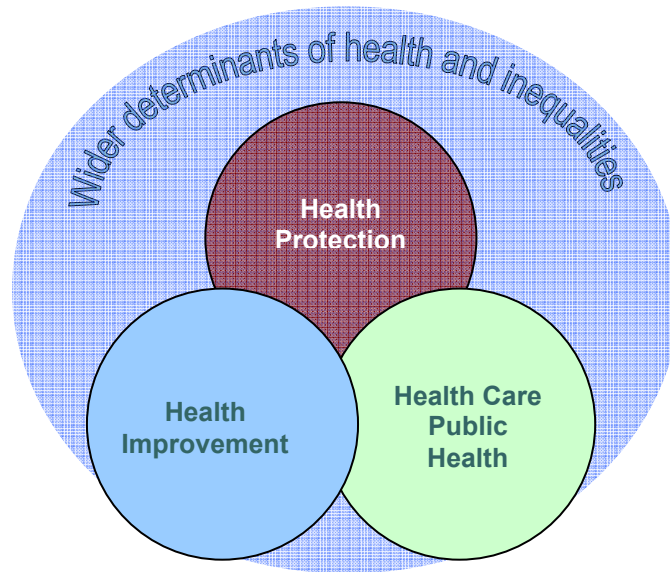 Wider determinants of health and inequalities
Health
Protection
Health
Improvement
Health Care
Public
Health